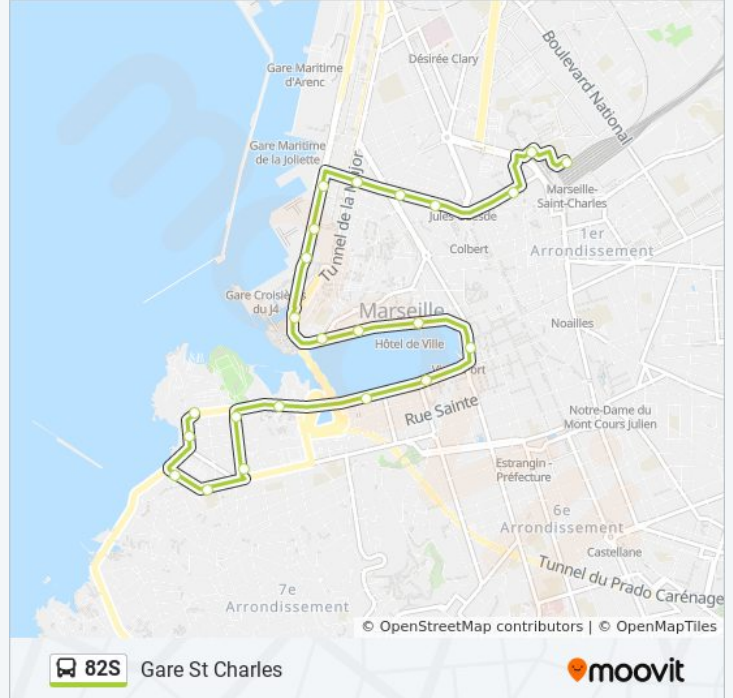 Boulevard National
Désirée Clary
Gare Maritime
d'Arenc
Gare Maritime
de la Joliette
Tunnel de la Major
Marseille-
Saint-Charles
Jules Guesde
1er
Arrondissement
Colbert
Gare Croisières
du J4
Marseille
Noailles
Hôtel de Ville
Vieux Port
Rue Sainte
Notre-Dame du
Mont Cours Julien
Estrangin -
Préfecture
6e
Arrondissement
Castellane
Tunnel du Prado Carénage
7e
Arrondissement
© OpenStreetMap contributors | © OpenMapTiles
82S Gare St Charles
moovit